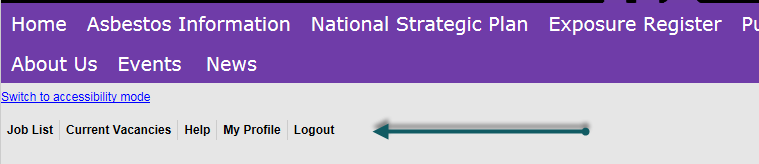 Home Asbestos Information National Strategic Plan Exposure Register
About Us Events News
Switch to accessibility mode
Job List Current Vacancies Help My Profile Logout